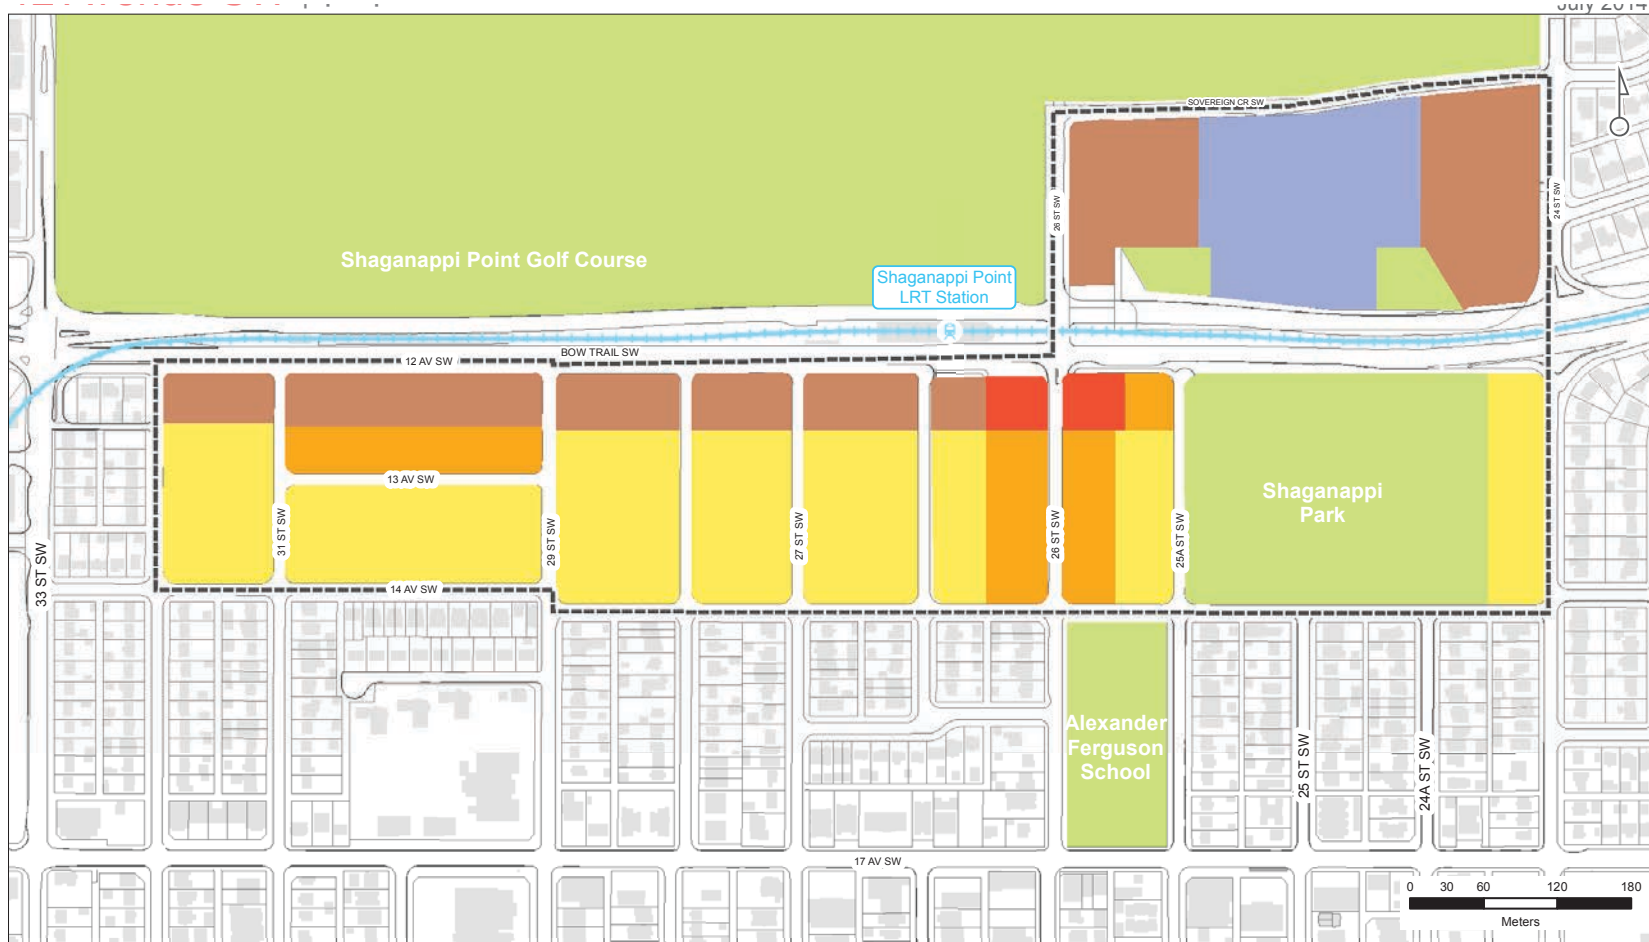 July 2014
SOVEREIGN CR SW
26 ST SW
24 ST SW
Shaganappi Point Golf Course
Shaganappi Point
LRT Station
BOW TRAIL SW
12 AV SW
13 AV SW
Shaganappi
Park
31 ST SW
29 ST SW
27 ST SW
26 ST SW
25A ST SW
33 ST SW
14 AV SW
Alexander
Ferguson
School
25 ST SW
24A ST SW
17 AV SW
0 30 60 120 180
Meters